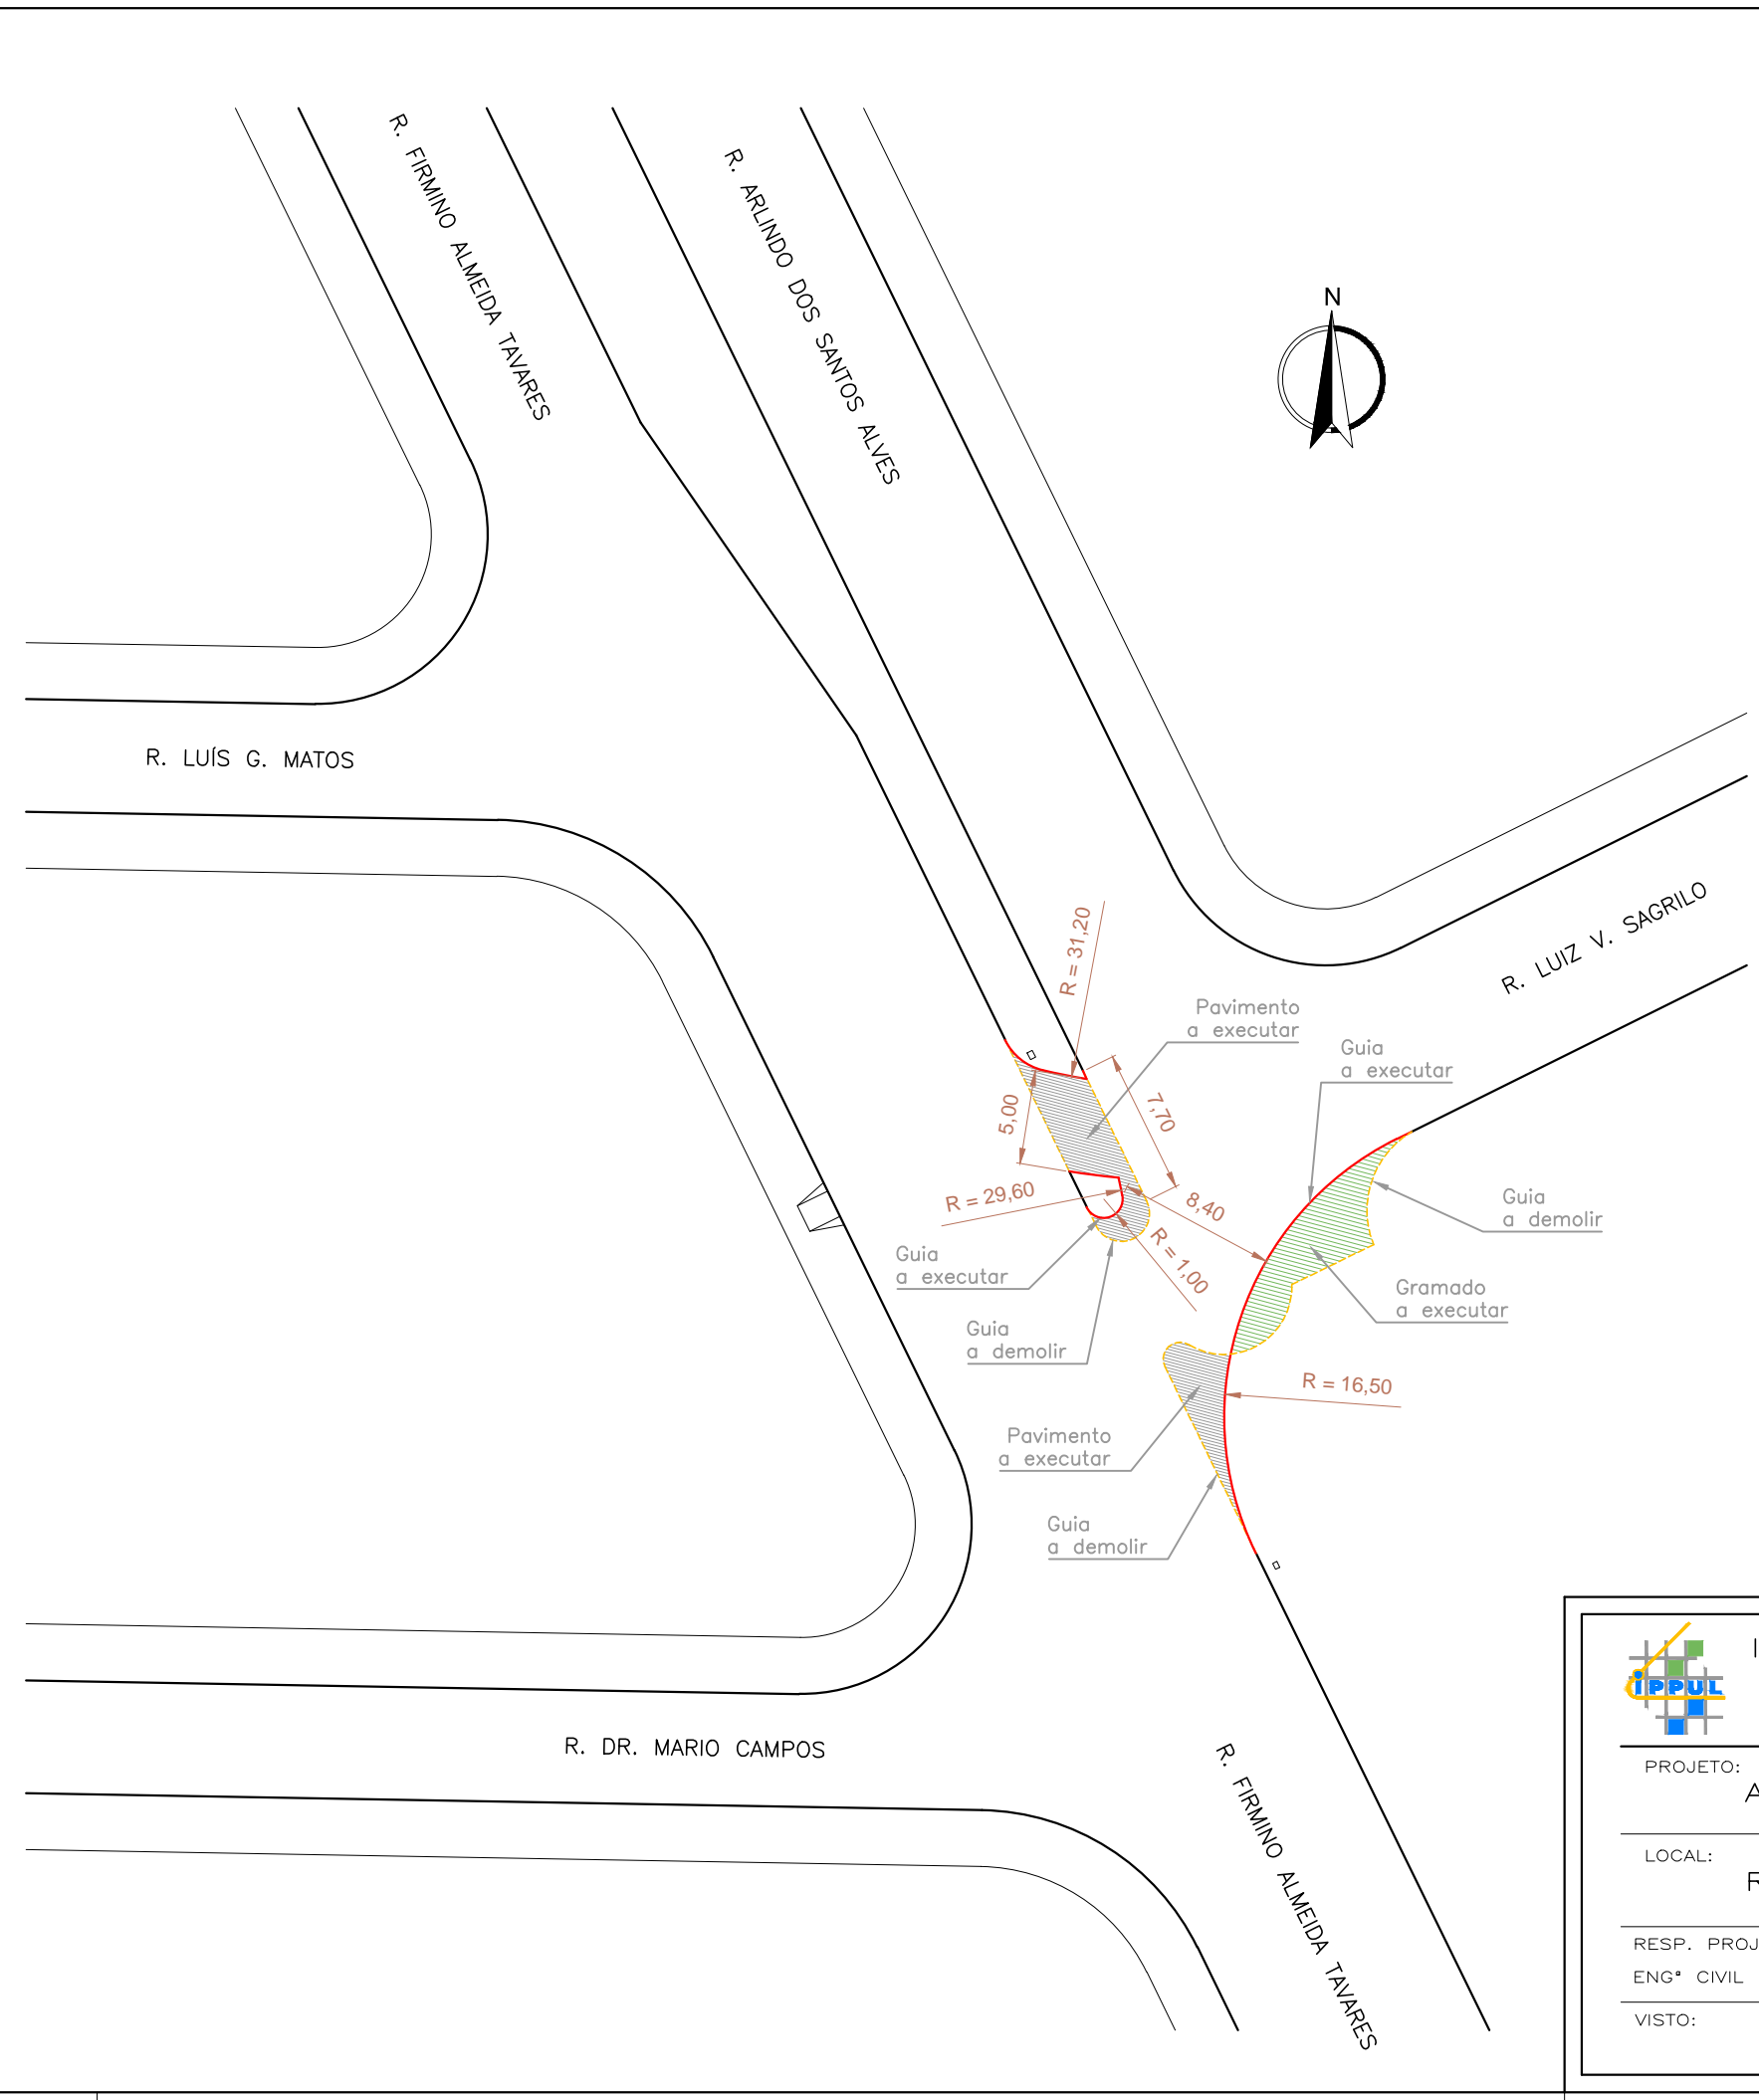 R. FIRMINO ALMEIDA TAVARES
R. ARLINDO DOS SANTOS ALVES
N
R. LUÍS G. MATOS
R. LUIZ V. SAGRILO
R = 31,20
Pavimento
a executar
Guia
a executar
5,00
7,70
R = 29,60
8,40
Guia
a demolir
R = 1,00
Guia
a executar
Gramado
a executar
Guia
a demolir
R = 16,50
Pavimento
a executar
Guia
a demolir
R. DR. MARIO CAMPOS
R. FIRMINO ALMEIDA TAVARES
iPPUL
PROJETO:
A
LOCAL:
R
RESP. PROJ
ENGª CIVIL
VISTO: